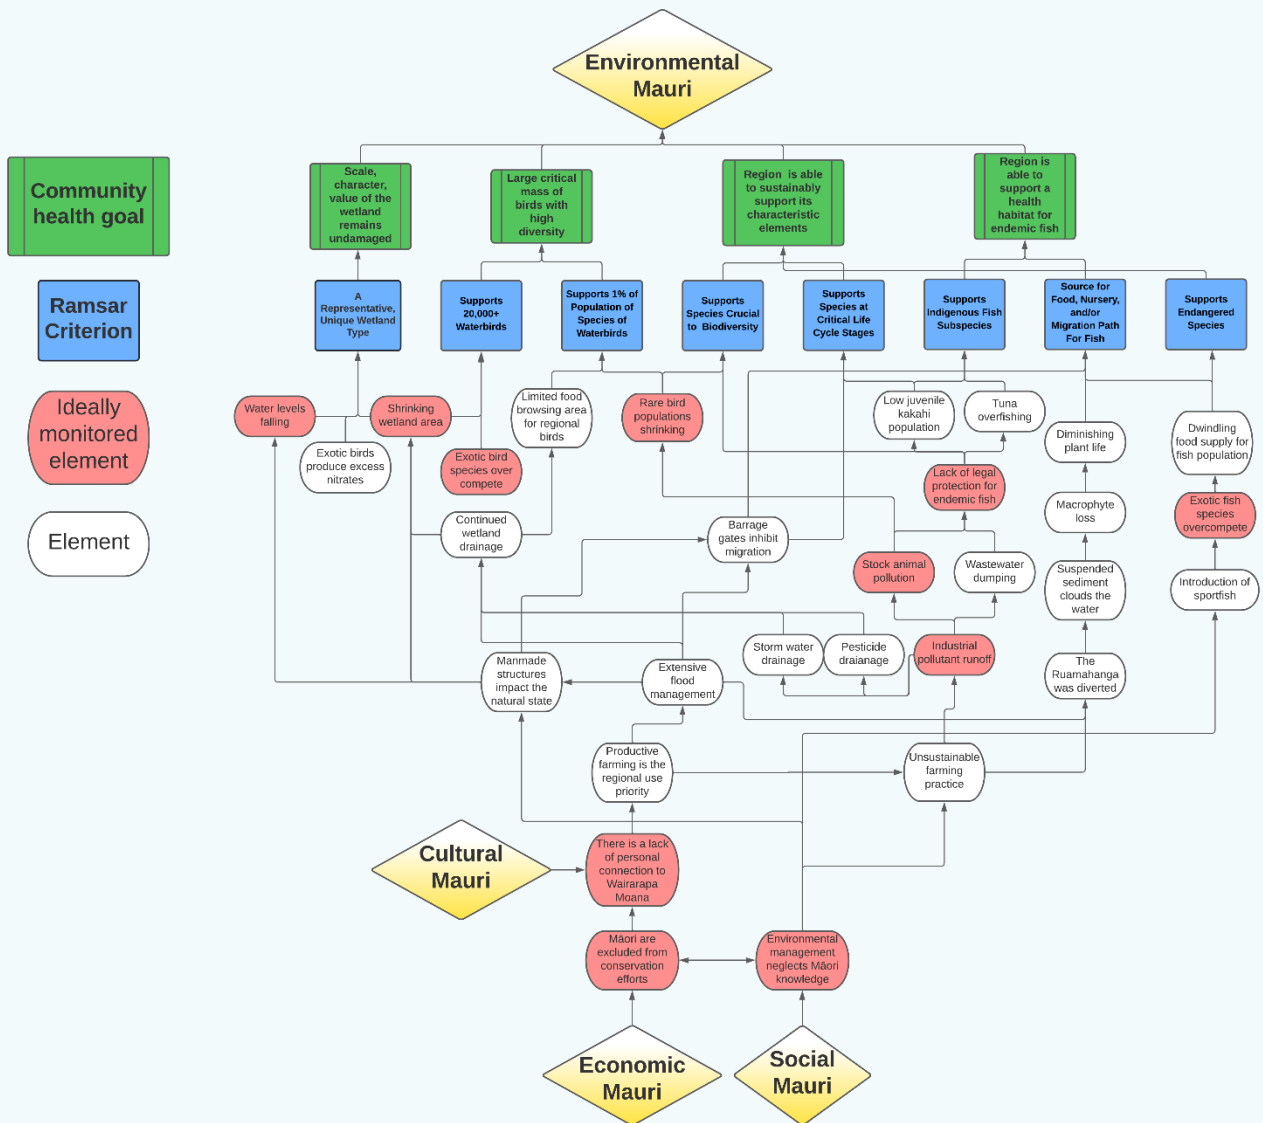 Environmental
Mauri
Community
health goal
Scale,
character,
value of the
wetland
remains
undamaged
Large critical
mass of
birds with
high
diversity
Region is able
to sustainably
support its
characteristic
elements
Region is
able to
support a
health
habitat for
endemic fish
Ramsar
Criterion
A
Representative,
Unique Wetland
Type
Supports
20,000+
Waterbirds
Supports 1% of
Population of
Species of
Waterbirds
Supports
Species Crucial
to Biodiversity
Supports
Species at
Critical Life
Cycle Stages
Supports
Indigenous Fish
Subspecies
Source for
Food, Nursery,
and/or
Migration Path
For Fish
Supports
Endangered
Species
Ideally
monitored
element
Water levels
falling
Exotic birds
produce excess
nitrates
Shrinking
wetland area
Exotic bird
species over
compete
Limited food
browsing area
for regional
birds
Rare bird
populations
shrinking
Low juvenile
kakahi
population
Tuna
overfishing
Diminishing
plant life
Dwindling
food supply for
fish population
Lack of legal
protection for
endemic fish
Macrophyte
loss
Exotic fish
species
overcompete
Element
Continued
wetland
drainage
Barrage
gates inhibit
migration
Stock animal
pollution
Wastewater
dumping
Suspended
sediment
clouds the
water
Introduction of
sportfish
Manmade
structures
impact the
natural state
Extensive
flood
management
Storm water
drainage
Pesticide
draianage
Industrial
pollutant runoff
The
Ruamahanga
was diverted
Productive
farming is the
regional use
priority
Unsustainable
farming
practice
Cultural
Mauri
There is a lack
of personal
connection to
Wairarapa
Moana
Māori are
excluded from
conservation
efforts
Environmental
management
neglects Māori
knowledge
Economic
Mauri
Social
Mauri